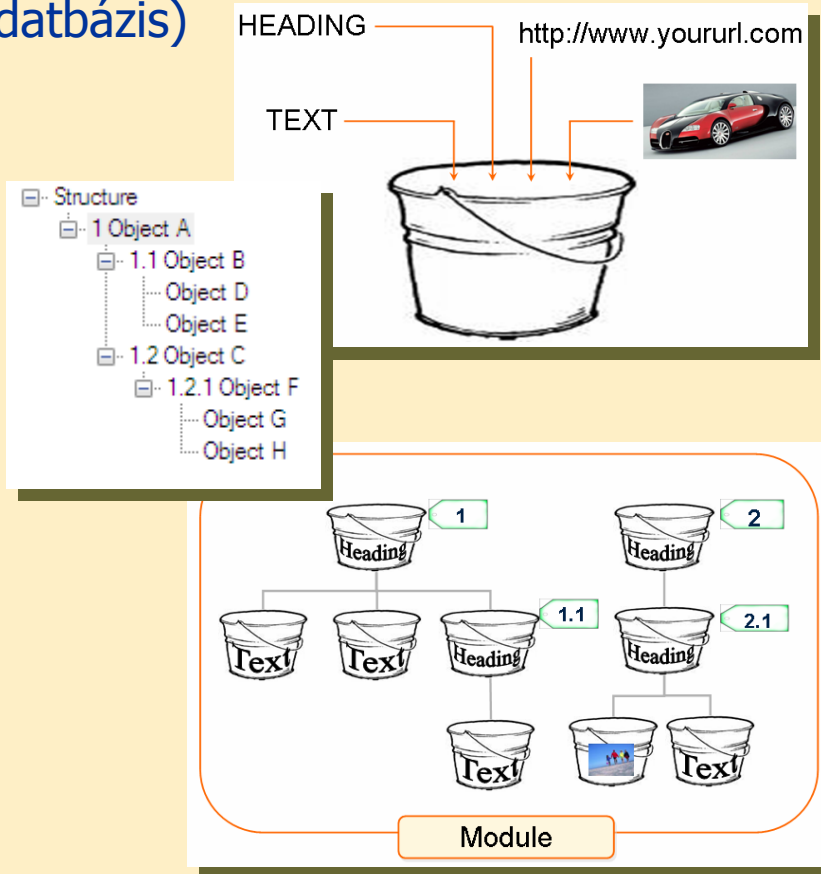 datbázis)
HEADING
http://www.yoururl.com
TEXT
Structure
1 Object A
1.1 Object B
Object D
Object E
1.2 Object C
1.2.1 Object F
Object G
Object H
1
2
Heading
Heading
1.1
2.1
Text
Text
Heading
Heading
Text
Text
Module